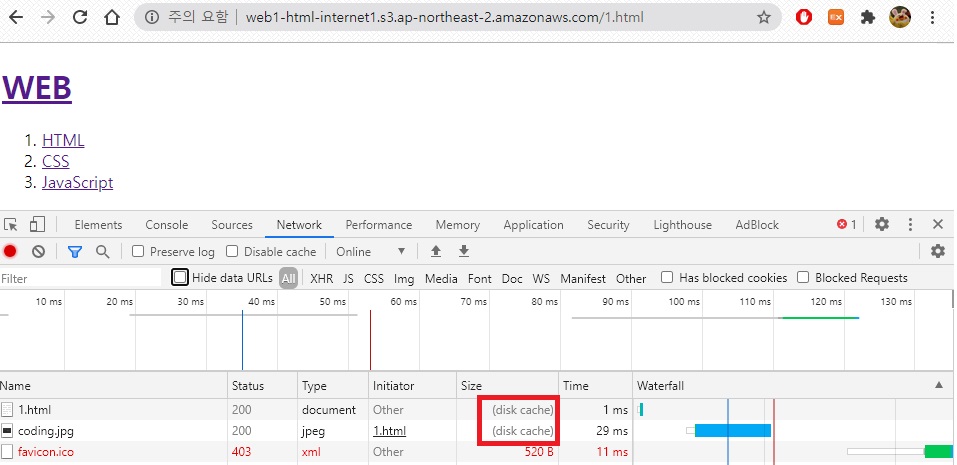 주의 요함 | web1-html-internet1.s3.ap-northeast-2.amazonaws.com/1.html
WEB
1. HTML
2. CSS
3. JavaScript
Elements Console Sources Network Performance Memory Application Security Lighthouse AdBlock 1
Preserve log Disable cache Online
Filter Hide data URLs All XHR JS CSS Img Media Font Doc WS Manifest Other Has blocked cookies Blocked Requests
10 ms 20 ms 30 ms 40 ms 50 ms 60 ms 70 ms 80 ms 90 ms 100 ms 110 ms 120 ms 130 ms
Name Status Type Initiator Size Time Waterfall
1.html 200 document Other (disk cache) 1 ms
coding.jpg 200 jpeg 1.html (disk cache) 29 ms
favicon.ico 403 xml Other 520 B 11 ms